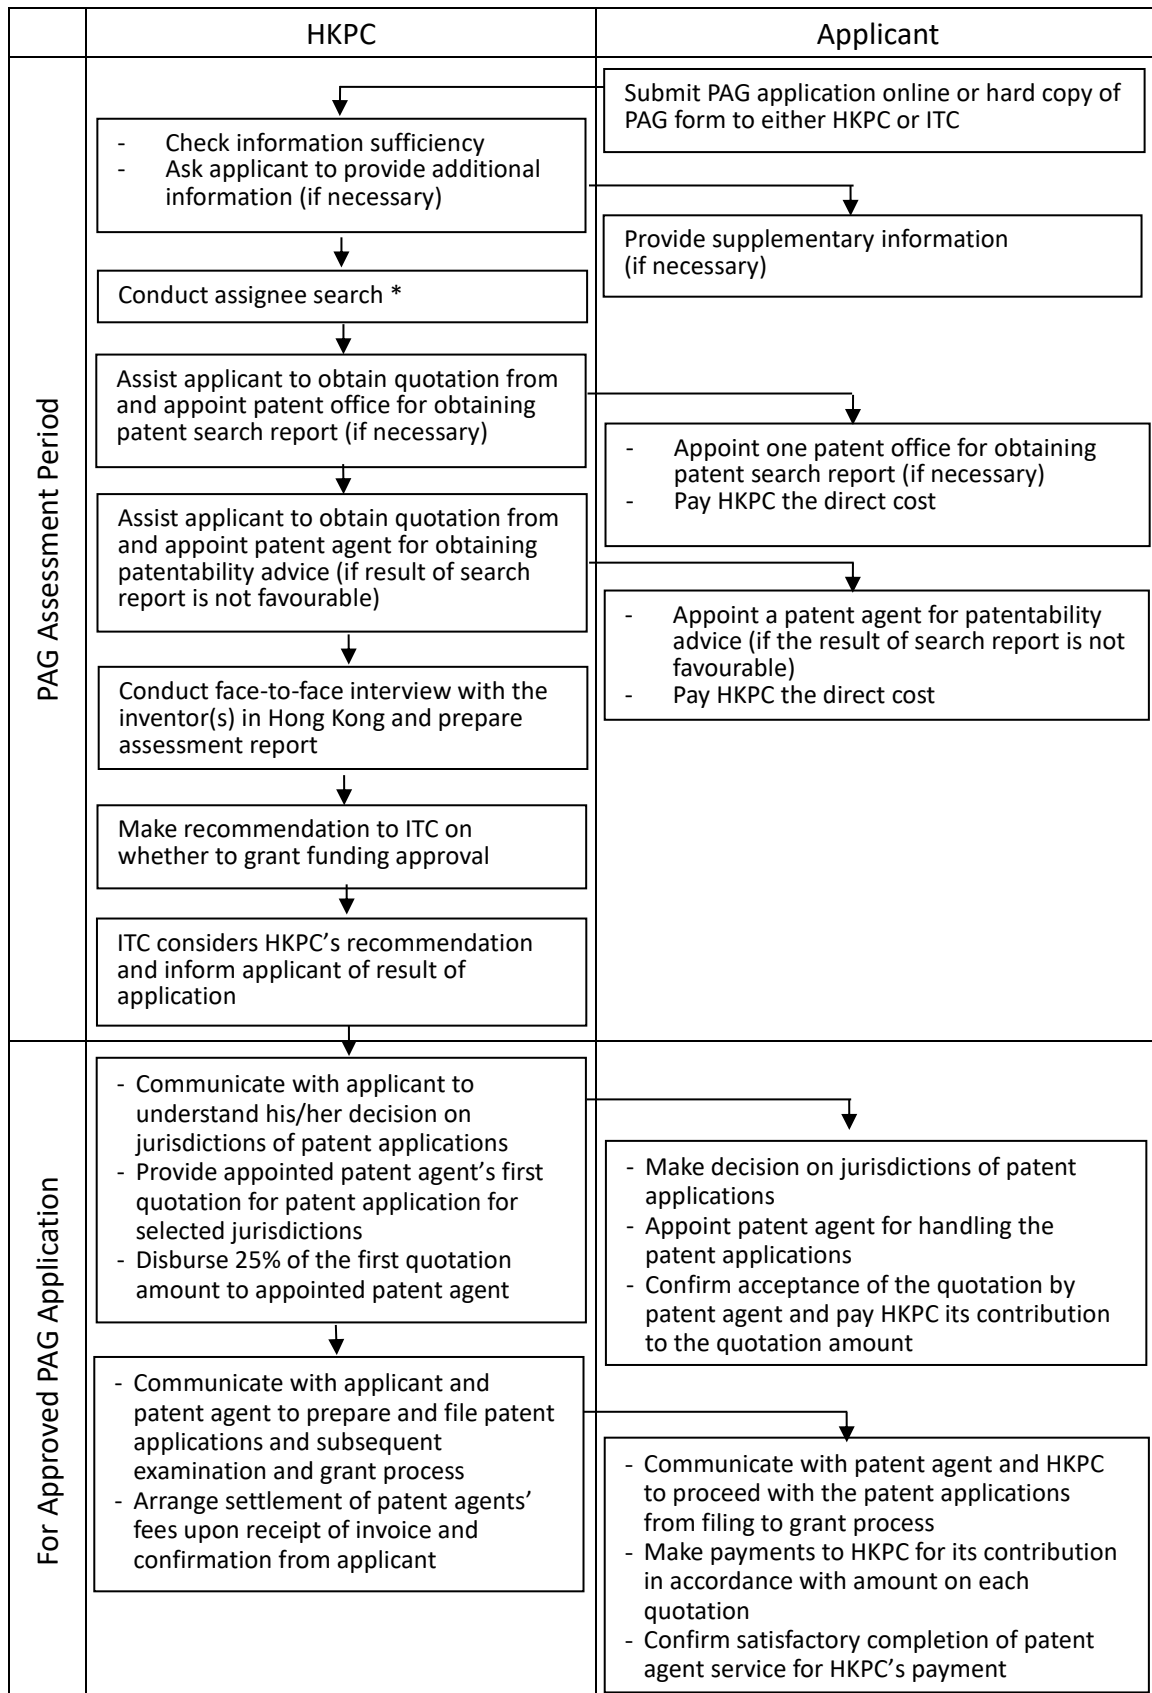 HKPC
Applicant
PAG Assessment Period
Submit PAG application online or hard copy of
PAG form to either HKPC or ITC
- Check information sufficiency
- Ask applicant to provide additional
information (if necessary)
Provide supplementary information
(if necessary)
Conduct assignee search *
Assist applicant to obtain quotation from
and appoint patent office for obtaining
patent search report (if necessary)
- Appoint one patent office for obtaining
patent search report (if necessary)
- Pay HKPC the direct cost
Assist applicant to obtain quotation from
and appoint patent agent for obtaining
patentability advice (if result of search
report is not favourable)
- Appoint a patent agent for patentability
advice (if the result of search report is not
favourable)
- Pay HKPC the direct cost
Conduct face-to-face interview with the
inventor(s) in Hong Kong and prepare
assessment report
Make recommendation to ITC on
whether to grant funding approval
ITC considers HKPC’s recommendation
and inform applicant of result of
application
For Approved PAG Application
- Communicate with applicant to
understand his/her decision on
jurisdictions of patent applications
- Provide appointed patent agent’s first
quotation for patent application for
selected jurisdictions
- Disburse 25% of the first quotation
amount to appointed patent agent
- Make decision on jurisdictions of patent
applications
- Appoint patent agent for handling the
patent applications
- Confirm acceptance of the quotation by
patent agent and pay HKPC its contribution
to the quotation amount
- Communicate with applicant and
patent agent to prepare and file patent
applications and subsequent
examination and grant process
- Arrange settlement of patent agents’
fees upon receipt of invoice and
confirmation from applicant
- Communicate with patent agent and HKPC
to proceed with the patent applications
from filing to grant process
- Make payments to HKPC for its contribution
in accordance with amount on each
quotation
- Confirm satisfactory completion of patent
agent service for HKPC’s payment